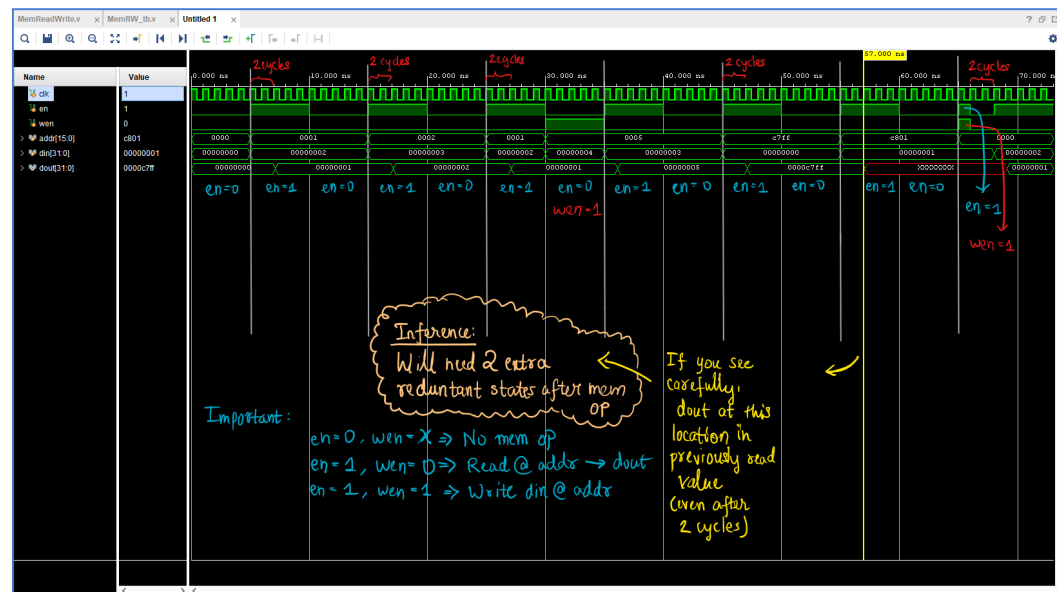 MemReadWrite.v × MemRW_tb.v × Untitled 1 ×
Name Value
57.000 ns
2 cycles 2 cycles 2 cycles 2 cycles 2 cycles
0.000 ns 10.000 ns 20.000 ns 30.000 ns 40.000 ns 50.000 ns 60.000 ns 70.000 n
clk 1
en 1
wen 0
addr[15:0] c801 0000 0001 0002 0001 0005 c7ff c801 0000
din[31:0] 00000001 00000000 00000002 00000003 00000002 00000004 00000003 00000000 00000001 00000002
dout[31:0] 0000c7ff 00000000 00000001 00000002 00000001 00000005 0000c7ff XXXXXXXX 00000001
en=0 en=1 en=0 en=1 en=0 en=1 en=0 en=1 en=0 en=1 en=0 en=1 en=0
wen=1
en=1
wen=1
Inference:
Will need 2 extra
reduntant states after mem
op
If you see
carefully,
dout at this
location in
previously read
value
(even after
2 cycles)
Important:
en=0, wen=X => No mem op
en=1, wen=0 => Read @ addr → dout
en=1, wen=1 => Write din @ addr